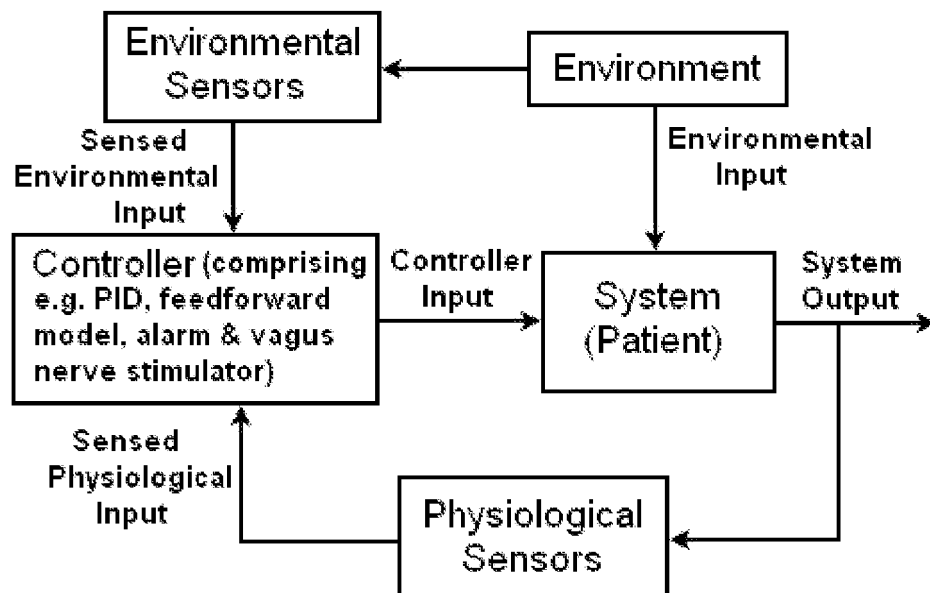 Environmental
Sensors
Environment
Sensed
Environmental
Input
Environmental
Input
Controller (comprising
e.g. PID, feedforward
model, alarm & vagus
nerve stimulator)
Controller
Input
System
(Patient)
System
Output
Sensed
Physiological
Input
Physiological
Sensors